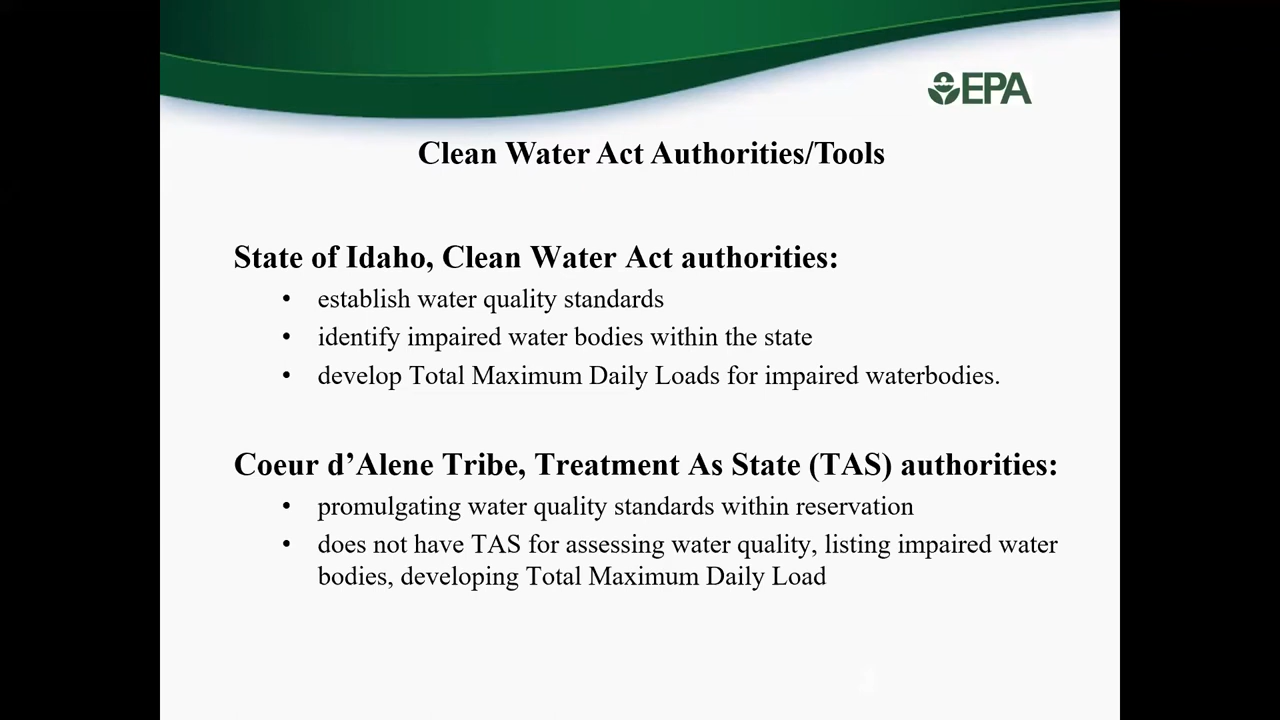 EPA
Clean Water Act Authorities/Tools
State of Idaho, Clean Water Act authorities:
• establish water quality standards
• identify impaired water bodies within the state
• develop Total Maximum Daily Loads for impaired waterbodies.
Coeur d’Alene Tribe, Treatment As State (TAS) authorities:
• promulgating water quality standards within reservation
• does not have TAS for assessing water quality, listing impaired water
bodies, developing Total Maximum Daily Load